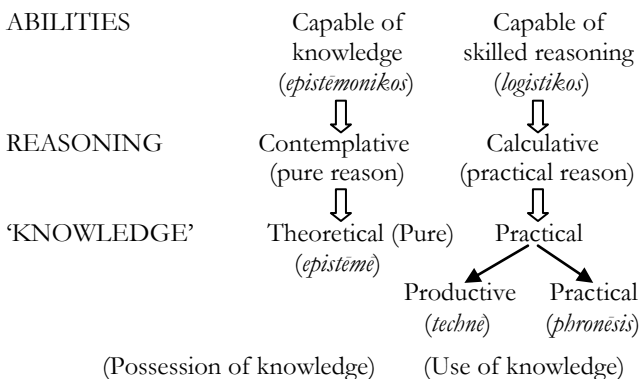 ABILITIES Capable of Capable of
knowledge skilled reasoning
(epistēmonikos) (logistikos)
REASONING Contemplative Calculative
(pure reason) (practical reason)
‘KNOWLEDGE’ Theoretical (Pure) Practical
(epistēmē)
Productive Practical
(technē) (phronēsis)
(Possession of knowledge) (Use of knowledge)